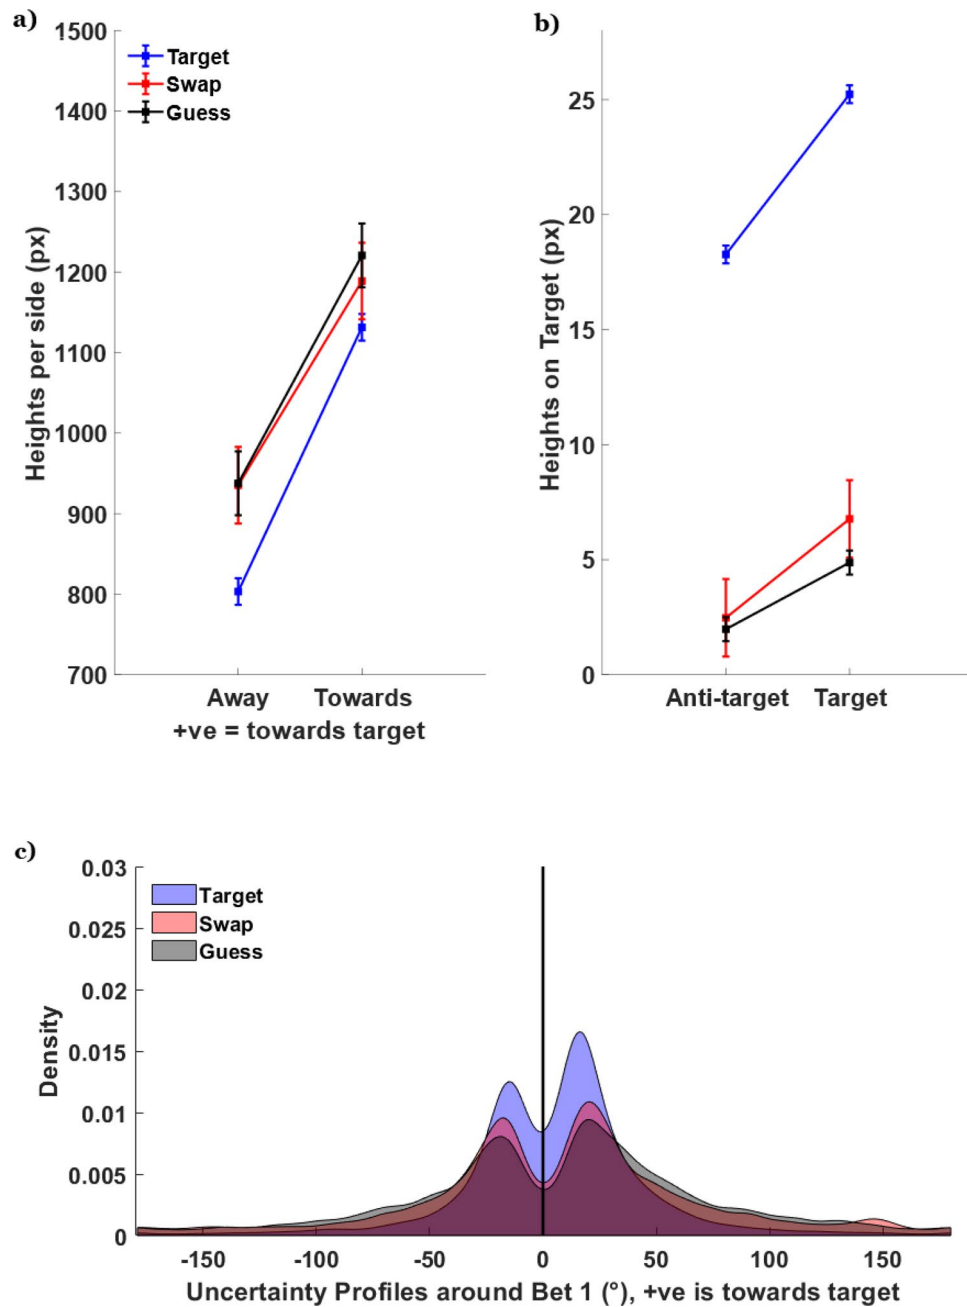 a)
1500
1400
1300
1200
1100
1000
900
800
700
Heights per side (px)
Target
Swap
Guess
Away Towards
+ve = towards target
b)
25
20
15
10
5
0
Heights on Target (px)
Anti-target Target
c)
0.03
0.025
0.02
0.015
0.01
0.005
0
Density
Target
Swap
Guess
-150 -100 -50 0 50 100 150
Uncertainty Profiles around Bet 1 (°), +ve is towards target